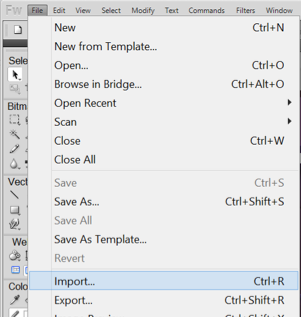 Fw File Edit View Select Modify Text Commands Filters Window
New Ctrl+N
New from Template...
Open... Ctrl+O
Browse in Bridge... Ctrl+Alt+O
Open Recent
Scan
Close Ctrl+W
Close All
Save Ctrl+S
Save As... Ctrl+Shift+S
Save All
Save As Template...
Revert
Import... Ctrl+R
Export... Ctrl+Shift+R
Sele
Bitm
Vect
We
Colo